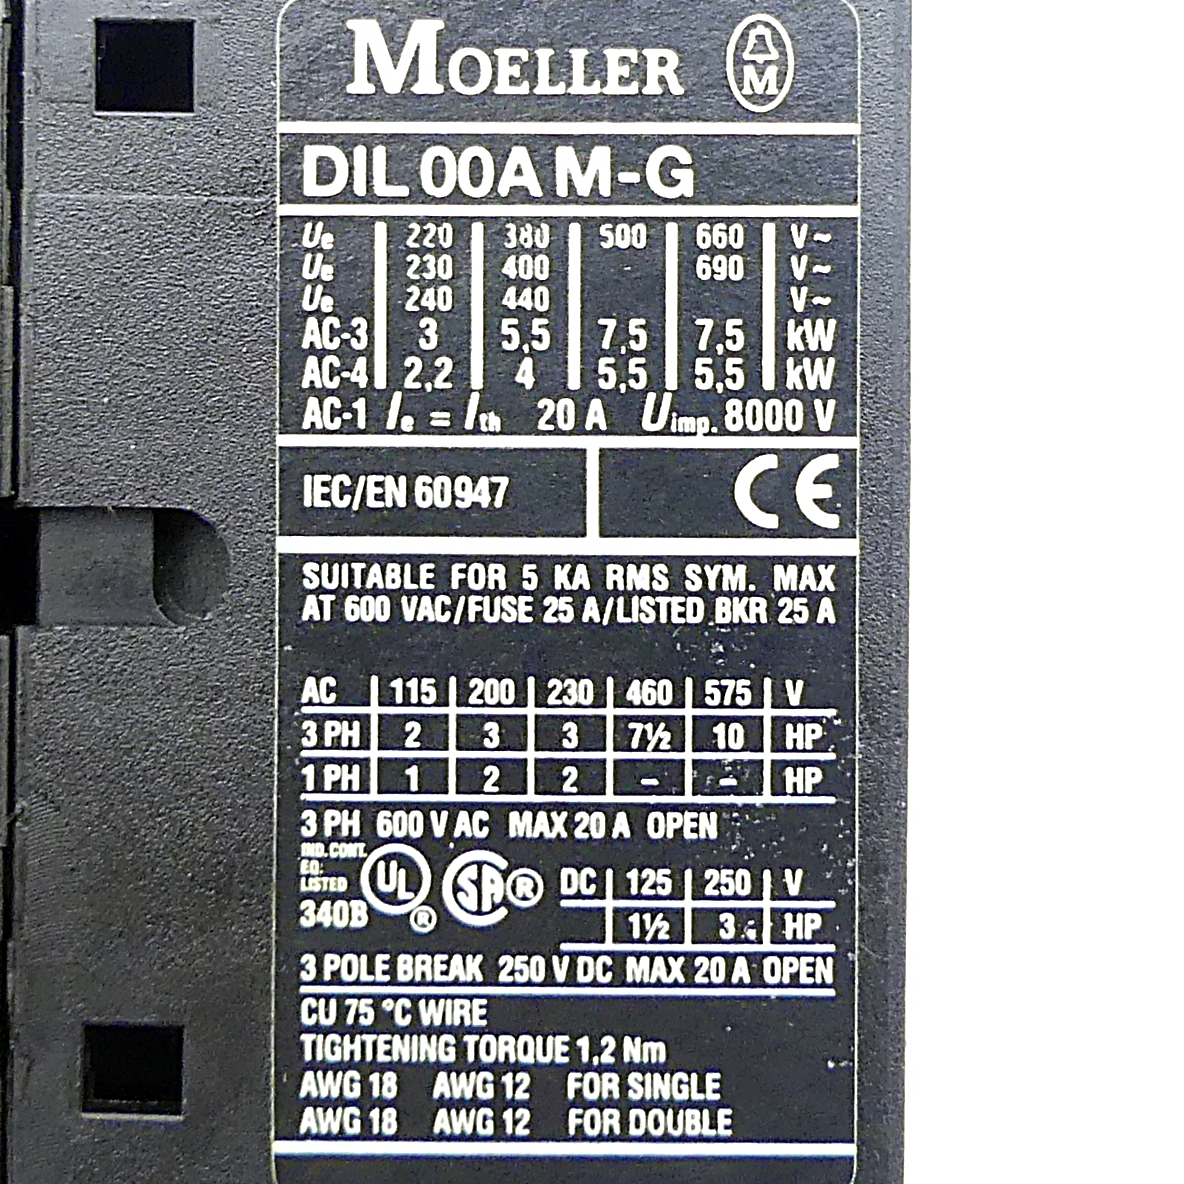 MOELLER
M
DIL 00A M-G
Ue 220 380 500 660 V~
Ue 230 400 690 V~
Ue 240 440 V~
AC-3 3 5,5 7,5 7,5 kW
AC-4 2,2 4 5,5 5,5 kW
AC-1 Ie = Ith 20 A Uimp. 8000 V
IEC/EN 60947 CE
SUITABLE FOR 5 KA RMS SYM. MAX
AT 600 VAC/FUSE 25 A/LISTED BKR 25 A
AC 115 200 230 460 575 V
3 PH 2 3 3 7½ 10 HP
1 PH 1 2 2 – – HP
3 PH 600 V AC MAX 20 A OPEN
IND. CONT.
EQ.
LISTED
340B
UL ®
SA ®
DC 125 250 V
1½ 3 HP
3 POLE BREAK 250 V DC MAX 20 A OPEN
CU 75 °C WIRE
TIGHTENING TORQUE 1,2 Nm
AWG 18 AWG 12 FOR SINGLE
AWG 18 AWG 12 FOR DOUBLE